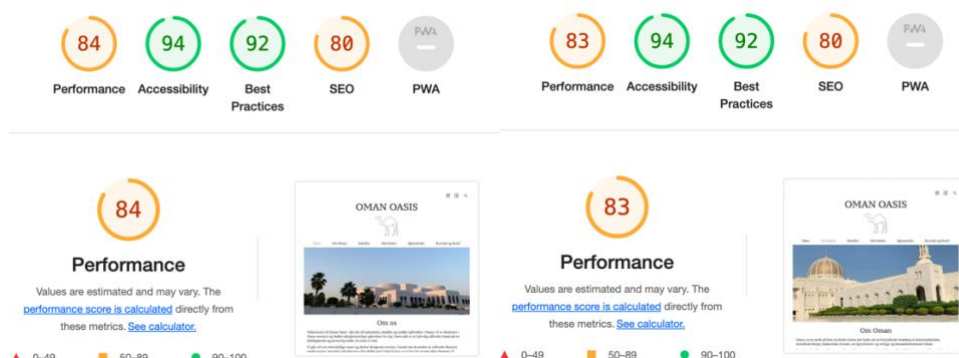 84 94 92 80 PWA
Performance Accessibility Best Practices SEO PWA
84
Performance
Values are estimated and may vary. The
performance score is calculated directly from
these metrics. See calculator.
0–49 50–89 90–100
OMAN OASIS
Om os
83 94 92 80 PWA
Performance Accessibility Best Practices SEO PWA
83
Performance
Values are estimated and may vary. The
performance score is calculated directly from
these metrics. See calculator.
0–49 50–89 90–100
OMAN OASIS
Om Oman